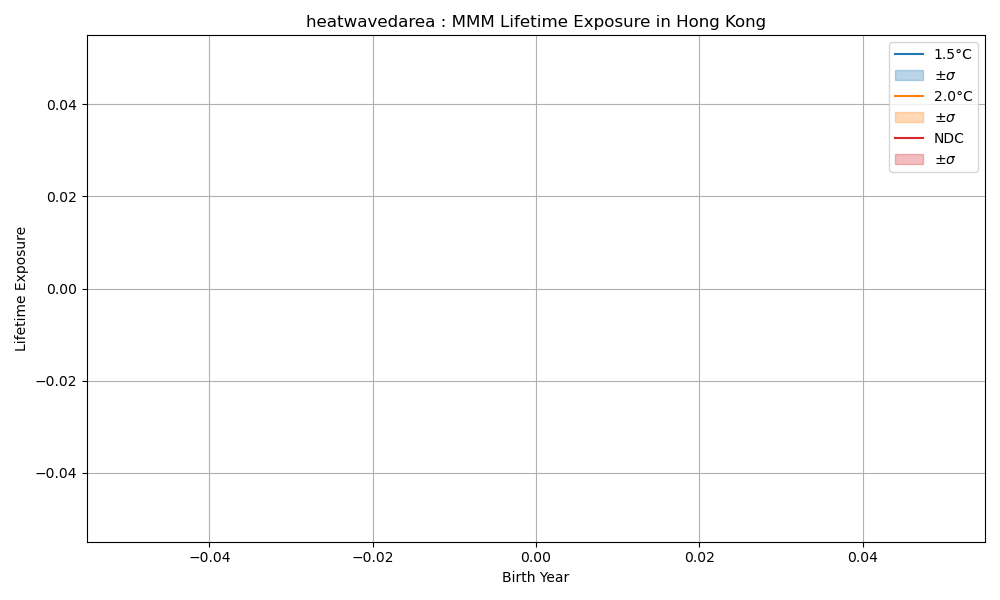 heatwavedarea : MMM Lifetime Exposure in Hong Kong
1.5°C
±σ
2.0°C
±σ
NDC
±σ
Lifetime Exposure
0.04
0.02
0.00
−0.02
−0.04
−0.04
−0.02
0.00
0.02
0.04
Birth Year